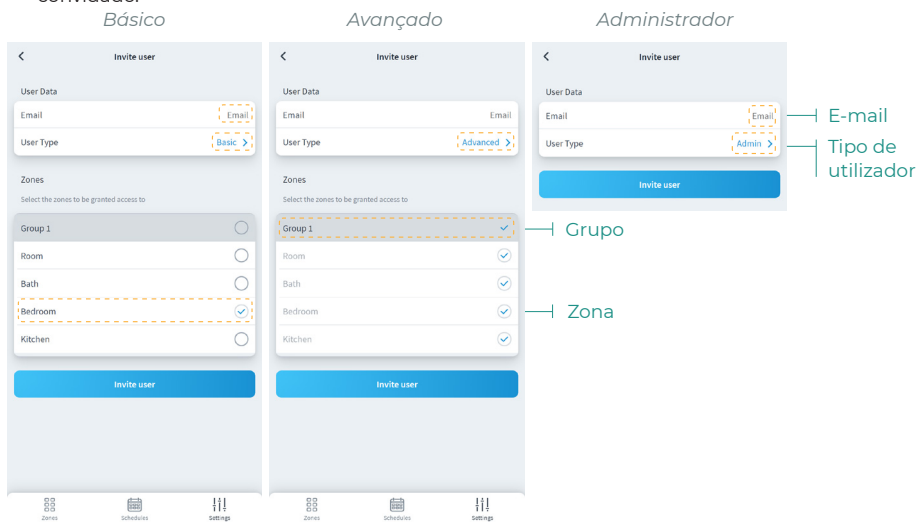 Básico
Avançado
Administrador
Invite user
User Data
Email Email
User Type Basic
Zones
Select the zones to be granted access to
Group 1
Room
Bath
Bedroom
Kitchen
Invite user
Zones Schedules Settings
Invite user
User Data
Email Email
User Type Advanced
Zones
Select the zones to be granted access to
Group 1
Room
Bath
Bedroom
Kitchen
Invite user
Zones Schedules Settings
Invite user
User Data
Email Email
User Type Admin
Invite user
E-mail
Tipo de
utilizador
Grupo
Zona